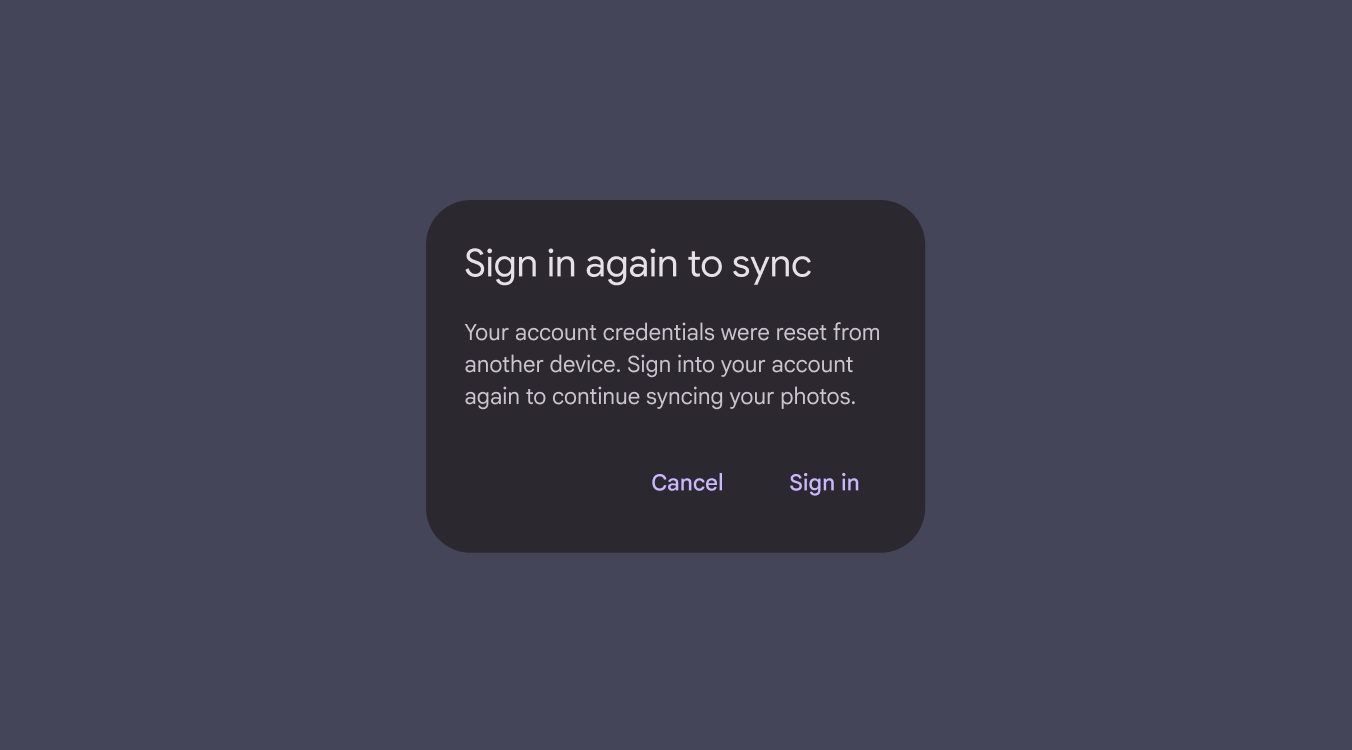 Sign in again to sync
Your account credentials were reset from
another device. Sign into your account
again to continue syncing your photos.
Cancel Sign in